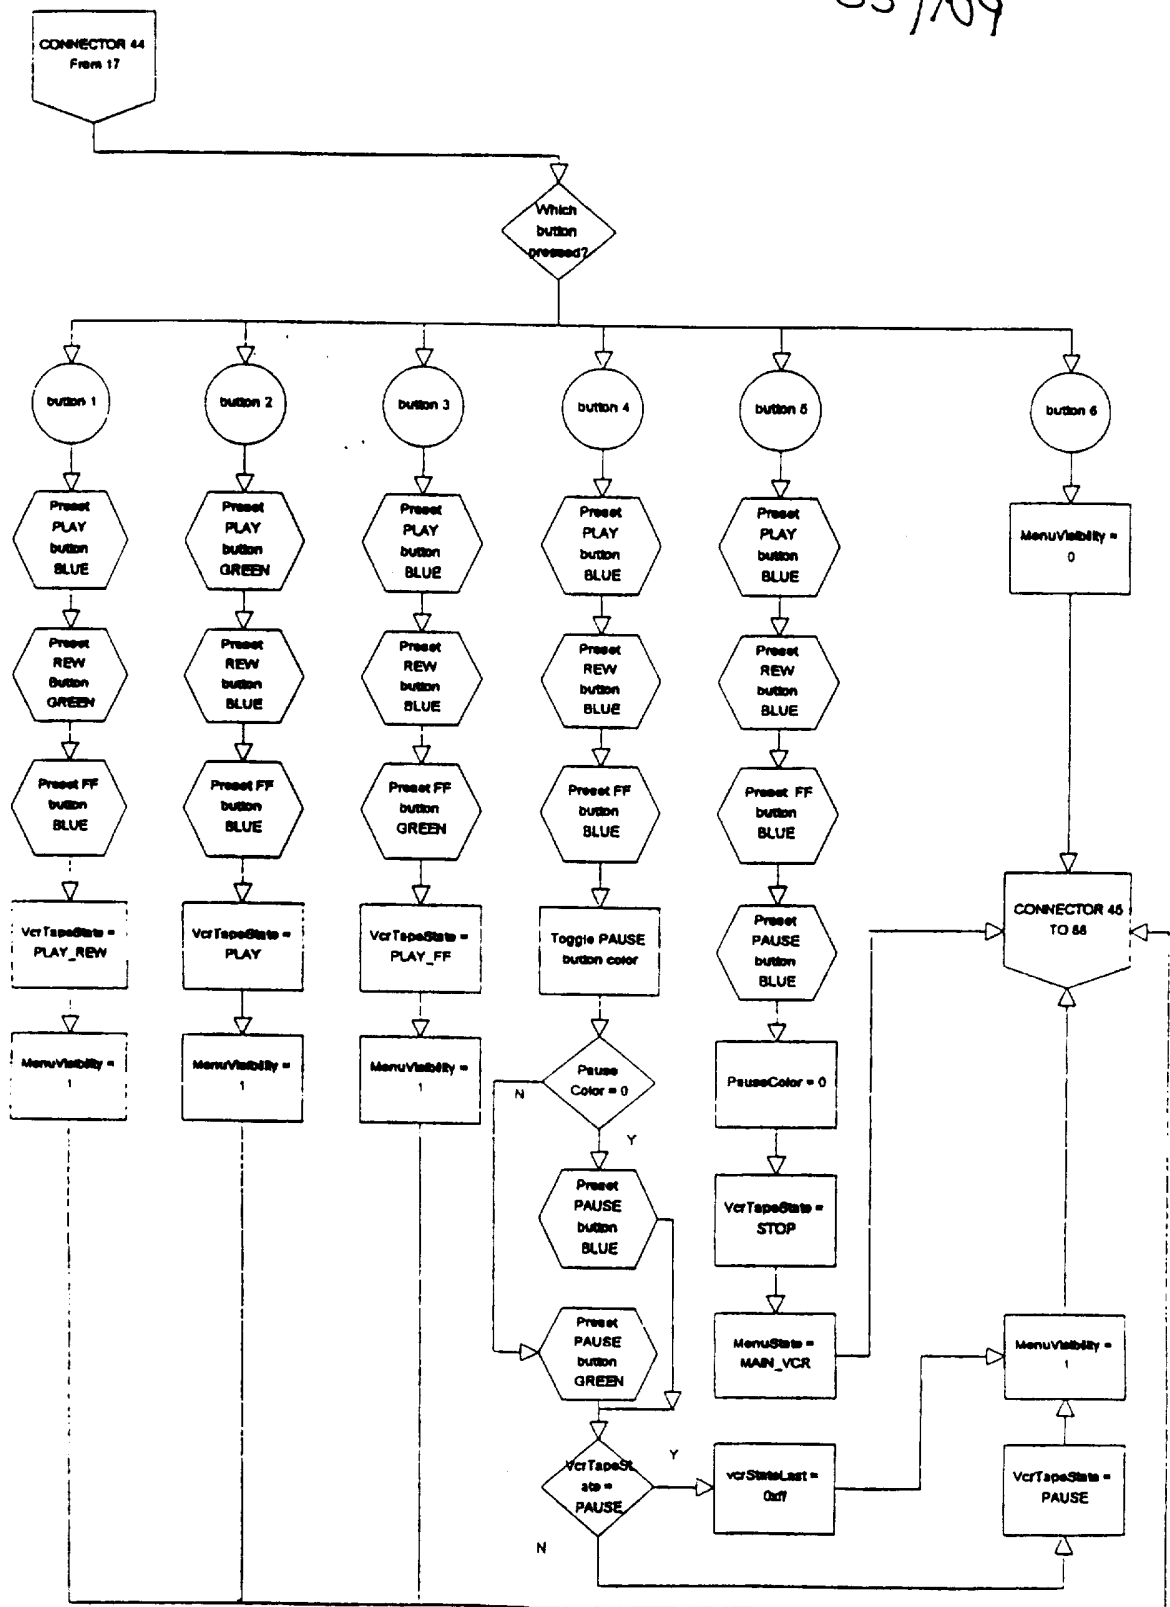 CONNECTOR 44
From 17
Which
button
pressed?
button 1
button 2
button 3
button 4
button 5
button 6
Preset
PLAY
button
BLUE
Preset
PLAY
button
GREEN
Preset
PLAY
button
BLUE
Preset
PLAY
button
BLUE
Preset
PLAY
button
BLUE
MenuVisibility =
0
Preset
REW
Button
GREEN
Preset
REW
button
BLUE
Preset
REW
button
BLUE
Preset
REW
button
BLUE
Preset
REW
button
BLUE
Preset FF
button
BLUE
Preset FF
button
BLUE
Preset FF
button
GREEN
Preset FF
button
BLUE
Preset FF
button
BLUE
VcrTapeState =
PLAY_REW
VcrTapeState =
PLAY
VcrTapeState =
PLAY_FF
Toggle PAUSE
button color
Preset
PAUSE
button
BLUE
CONNECTOR 45
TO
MenuVisibility =
1
MenuVisibility =
1
MenuVisibility =
1
Pause
Color = 0
N
Y
PauseColor = 0
Preset
PAUSE
button
BLUE
VcrTapeState =
STOP
Preset
PAUSE
button
GREEN
MenuState =
MAIN_VCR
MenuVisibility =
1
VcrTapeSt
ate =
PAUSE
Y
N
vcrStateLast =
0xff
VcrTapeState =
PAUSE